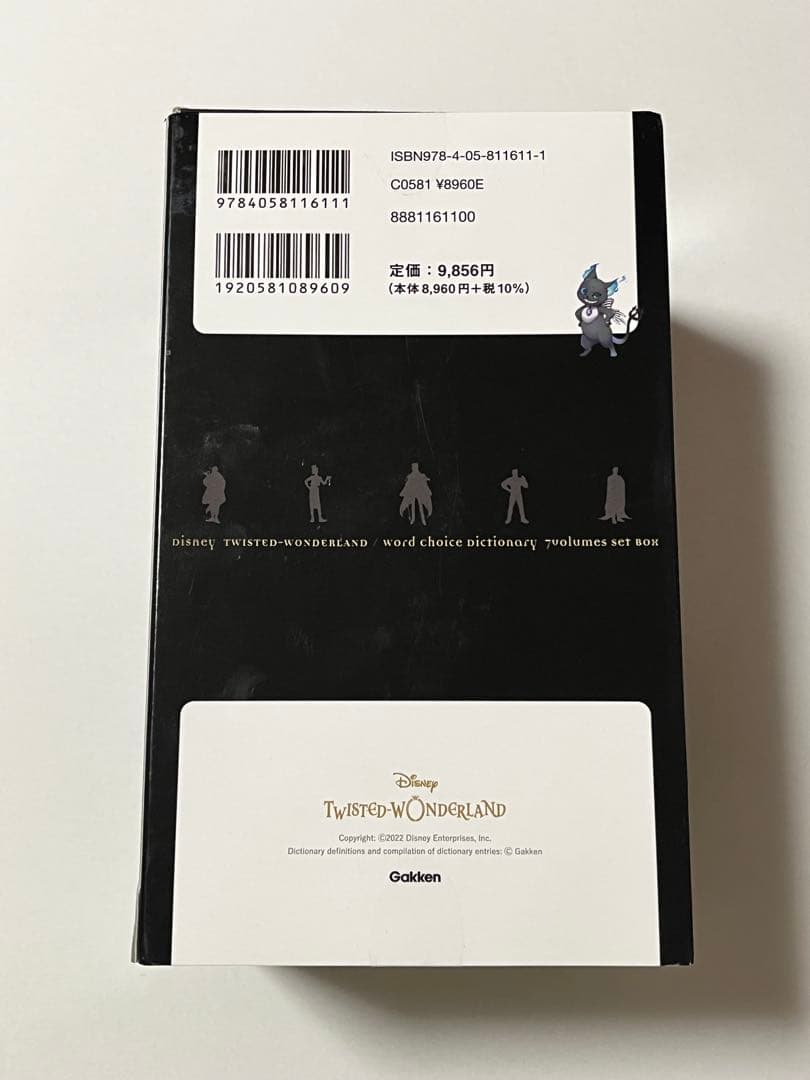 9784058116111
ISBN978-4-05-811611-1
C0581 ¥8960E
8881161100
1920581089609
定価：9,856円
（本体8,960円＋税10%）
Disney TWISTED-WONDERLAND / Word Choice Dictionary 7volumes set BOX
Disney
TWISTED-WONDERLAND
Copyright: ©2022 Disney Enterprises, Inc.
Dictionary definitions and compilation of dictionary entries: © Gakken
Gakken